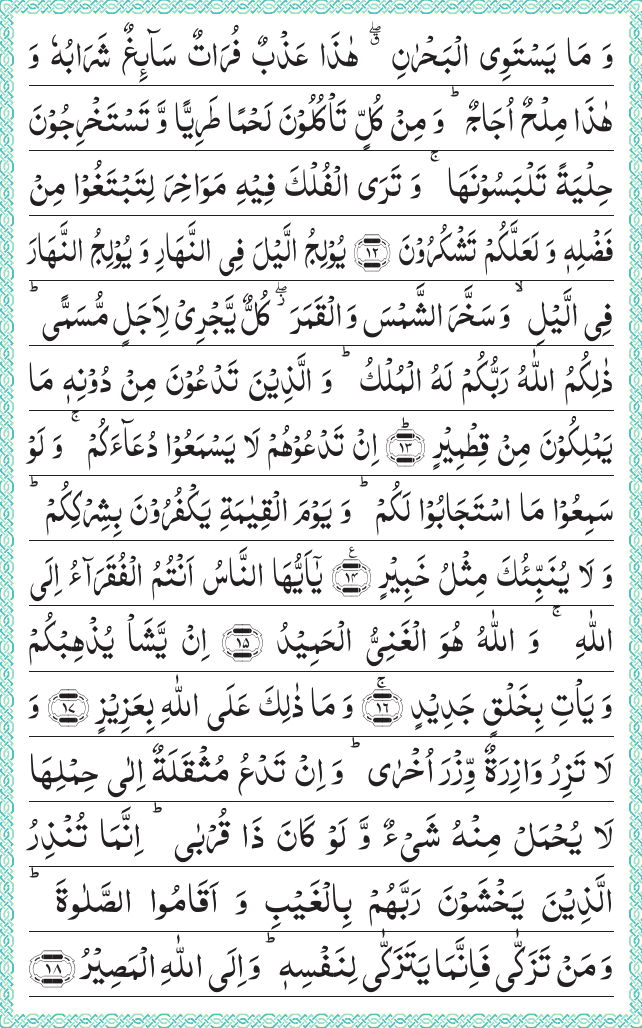 وَ مَا یَسْتَوِی الْبَحْرٰنِ ۖۗ هٰذَا عَذْبٌ فُرَاتٌ سَآىِٕغٌ شَرَابُهٗ وَ
هٰذَا مِلْحٌ اُجَاجٌ ؕ وَ مِنْ كُلٍّ تَاْكُلُوْنَ لَحْمًا طَرِیًّا وَّ تَسْتَخْرِجُوْنَ
حِلْیَةً تَلْبَسُوْنَهَا ۚ وَ تَرَی الْفُلْكَ فِیْهِ مَوَاخِرَ لِتَبْتَغُوْا مِنْ
فَضْلِهٖ وَ لَعَلَّكُمْ تَشْكُرُوْنَ ﴿۱۲﴾ یُوْلِجُ الَّیْلَ فِی النَّهَارِ وَ یُوْلِجُ النَّهَارَ
فِی الَّیْلِ ۙ وَ سَخَّرَ الشَّمْسَ وَ الْقَمَرَ ۖؗ كُلٌّ یَّجْرِیْ لِاَجَلٍ مُّسَمًّی ؕ
ذٰلِكُمُ اللّٰهُ رَبُّكُمْ لَهُ الْمُلْكُ ؕ وَ الَّذِیْنَ تَدْعُوْنَ مِنْ دُوْنِهٖ مَا
یَمْلِكُوْنَ مِنْ قِطْمِیْرٍ ﴿ؕ۱۳﴾ اِنْ تَدْعُوْهُمْ لَا یَسْمَعُوْا دُعَآءَكُمْ ۚ وَ لَوْ
سَمِعُوْا مَا اسْتَجَابُوْا لَكُمْ ؕ وَ یَوْمَ الْقِیٰمَةِ یَكْفُرُوْنَ بِشِرْكِكُمْ ؕ
وَ لَا یُنَبِّئُكَ مِثْلُ خَبِیْرٍ ﴿۱۴﴾ ع یٰۤاَیُّهَا النَّاسُ اَنْتُمُ الْفُقَرَآءُ اِلَی
اللّٰهِ ۚ وَ اللّٰهُ هُوَ الْغَنِیُّ الْحَمِیْدُ ﴿۱۵﴾ اِنْ یَّشَاْ یُذْهِبْكُمْ
وَ یَاْتِ بِخَلْقٍ جَدِیْدٍ ﴿ۚ۱۶﴾ وَ مَا ذٰلِكَ عَلَی اللّٰهِ بِعَزِیْزٍ ﴿۱۷﴾ وَ
لَا تَزِرُ وَازِرَةٌ وِّزْرَ اُخْرٰی ؕ وَ اِنْ تَدْعُ مُثْقَلَةٌ اِلٰی حِمْلِهَا
لَا یُحْمَلْ مِنْهُ شَیْءٌ وَّ لَوْ كَانَ ذَا قُرْبٰی ؕ اِنَّمَا تُنْذِرُ
الَّذِیْنَ یَخْشَوْنَ رَبَّهُمْ بِالْغَیْبِ وَ اَقَامُوا الصَّلٰوةَ ؕ
وَ مَنْ تَزَكّٰی فَاِنَّمَا یَتَزَكّٰی لِنَفْسِهٖ ؕ وَ اِلَی اللّٰهِ الْمَصِیْرُ ﴿۱۸﴾